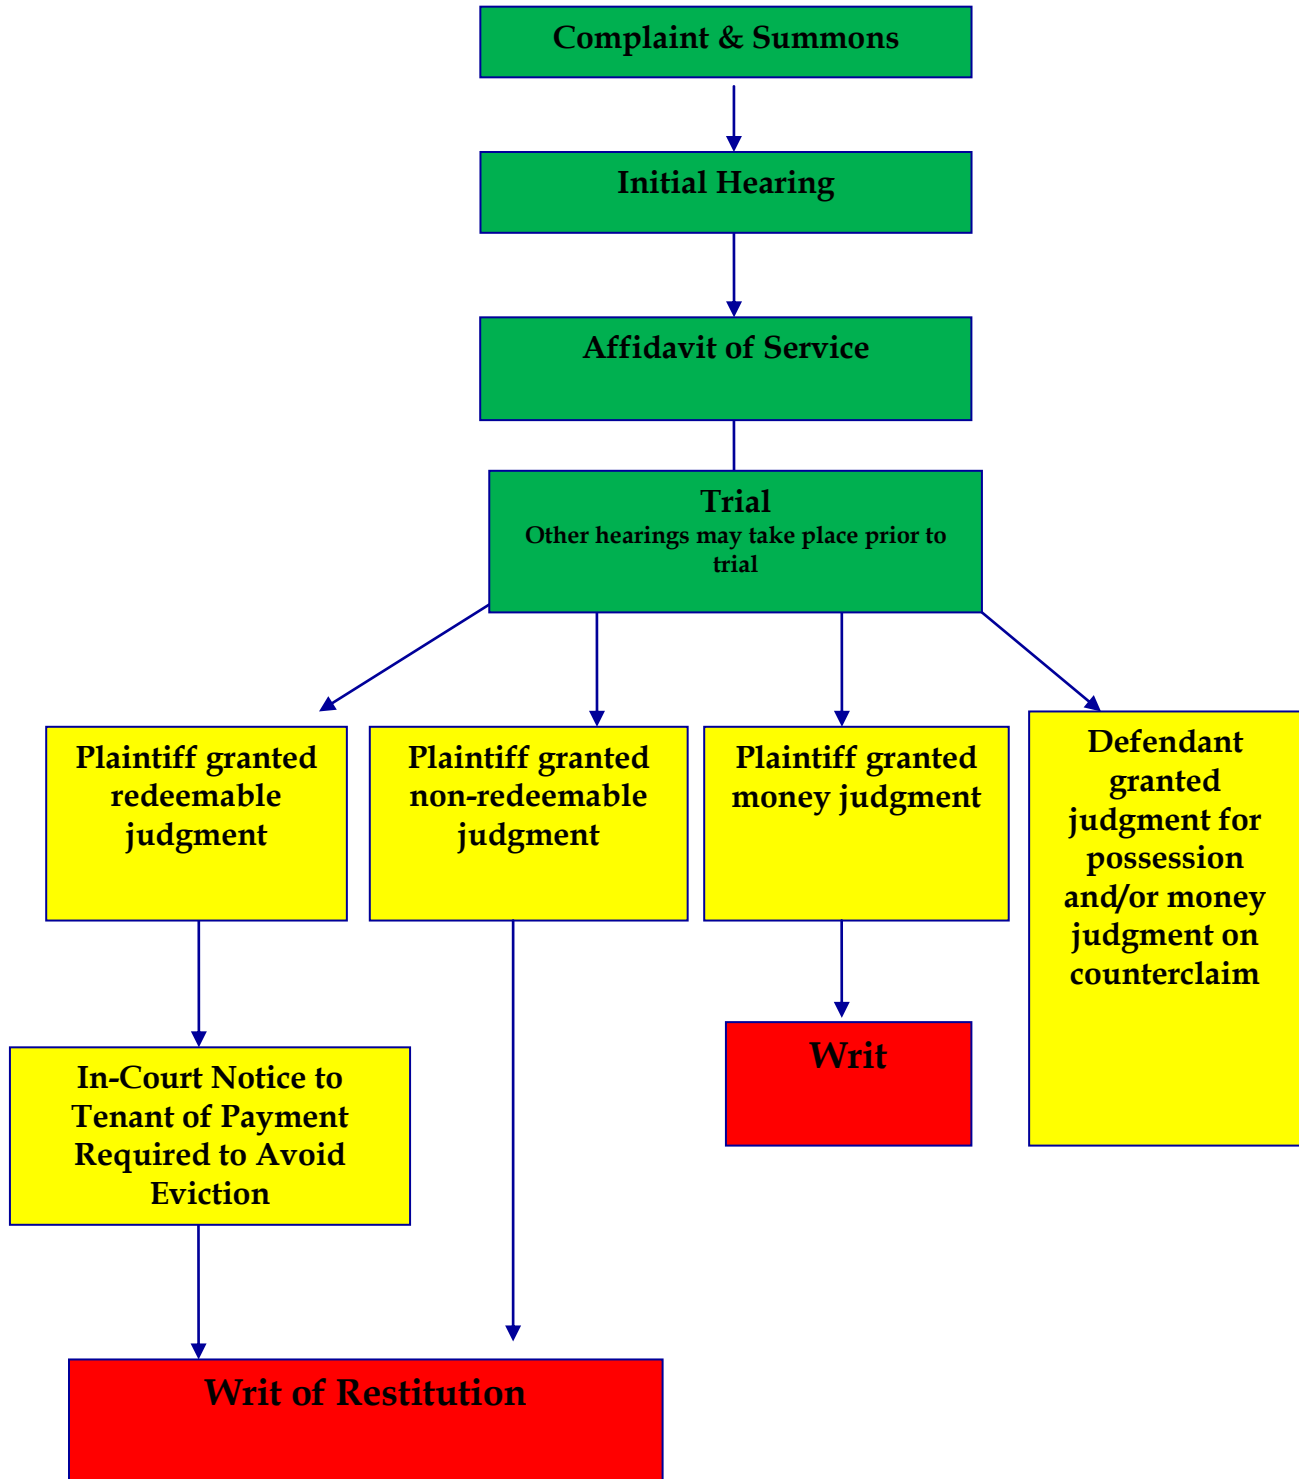 Complaint & Summons
Initial Hearing
Affidavit of Service
Trial
Other hearings may take place prior to
trial
Plaintiff granted
redeemable
judgment
Plaintiff granted
non-redeemable
judgment
Plaintiff granted
money judgment
Defendant
granted
judgment for
possession
and/or money
judgment on
counterclaim
In-Court Notice to
Tenant of Payment
Required to Avoid
Eviction
Writ
Writ of Restitution